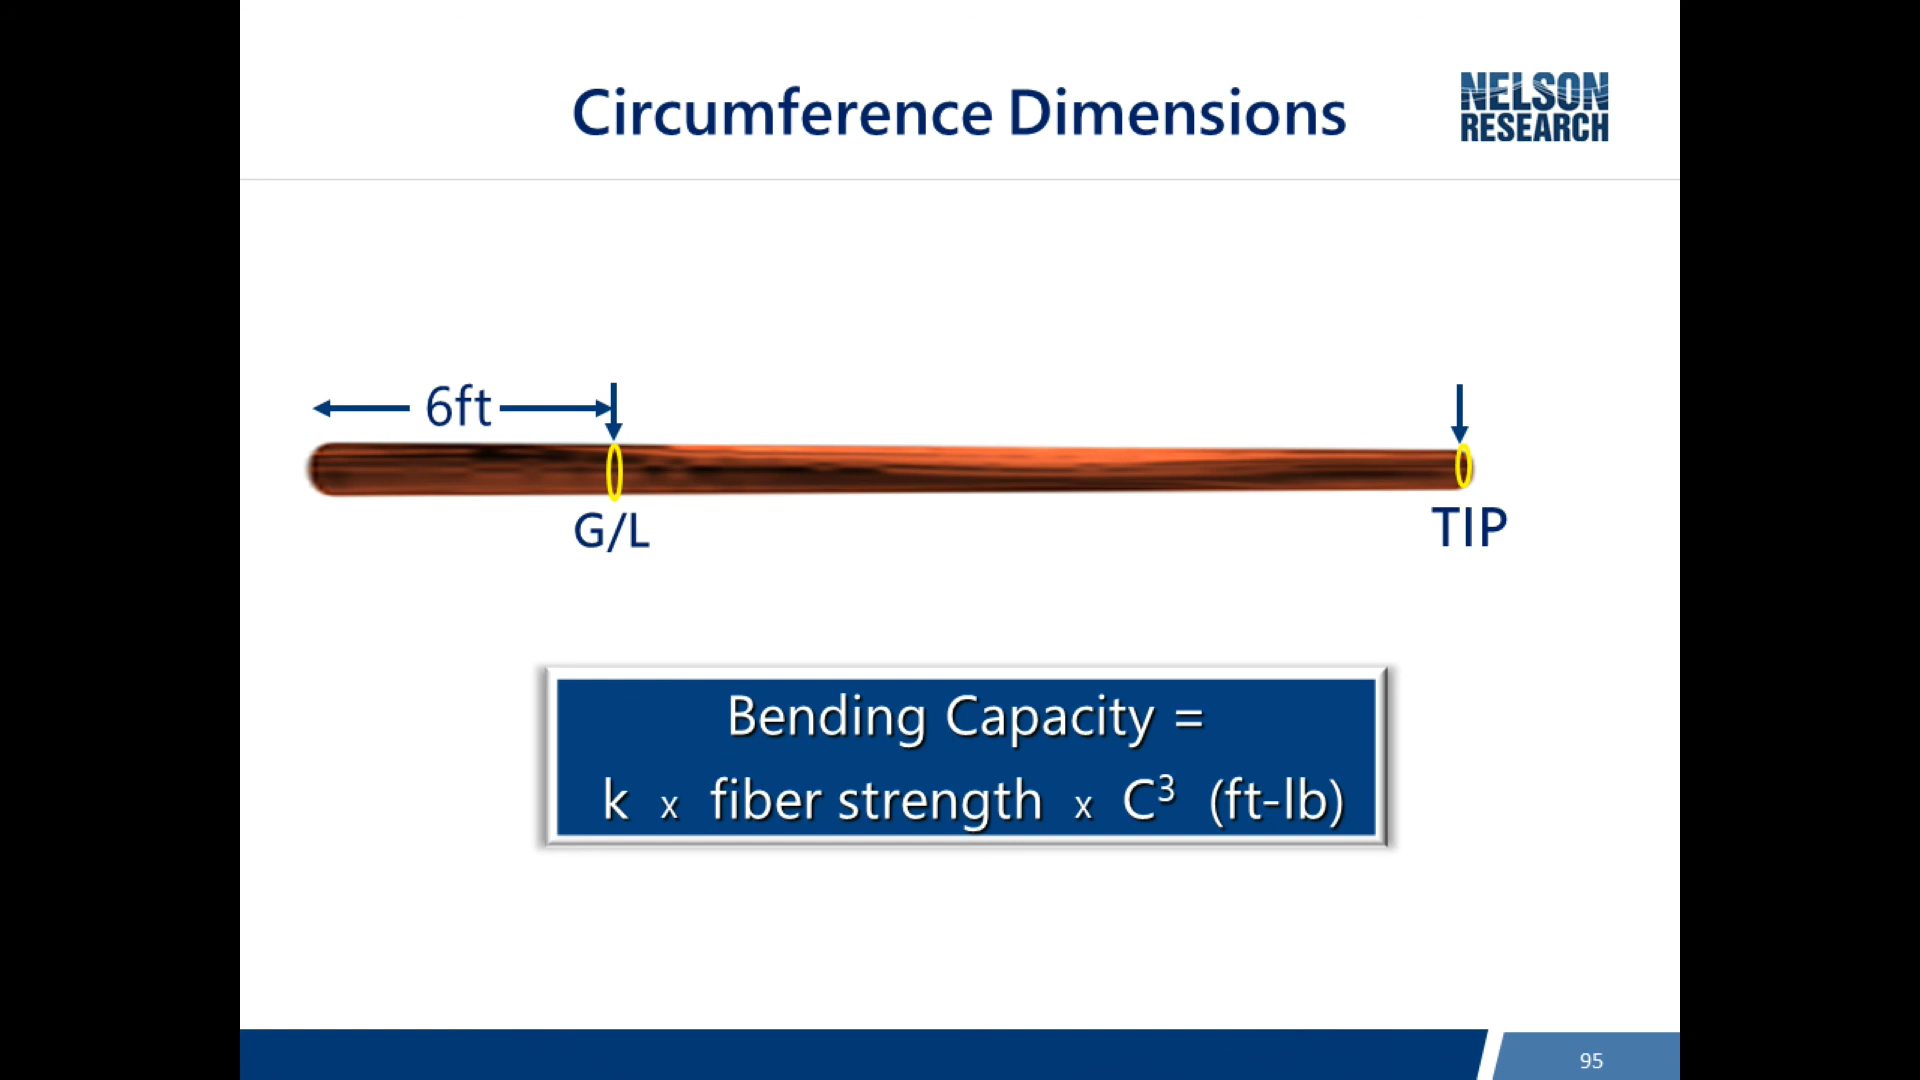 Circumference Dimensions
NELSON
RESEARCH
6ft
G/L
TIP
Bending Capacity =
k x fiber strength x C³ (ft-lb)
95